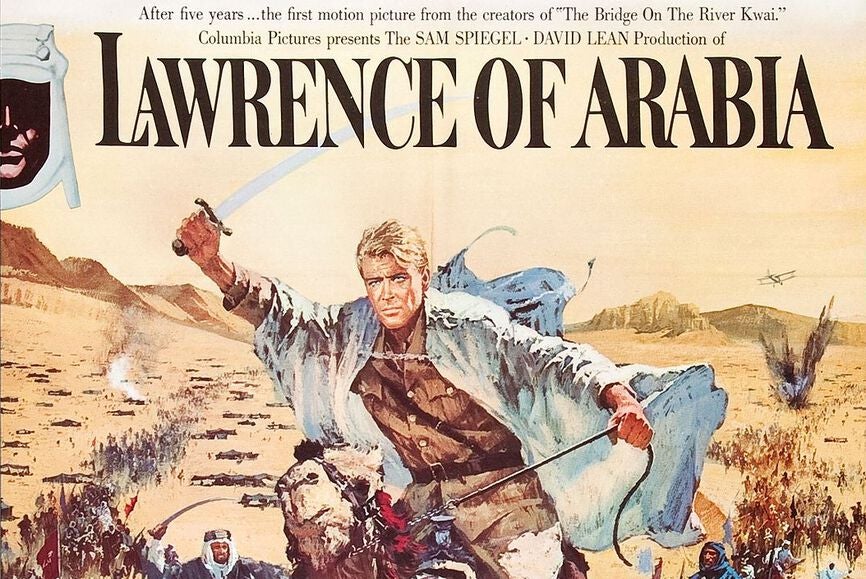 After five years...the first motion picture from the creators of "The Bridge On The River Kwai."
Columbia Pictures presents The SAM SPIEGEL · DAVID LEAN Production of
LAWRENCE OF ARABIA